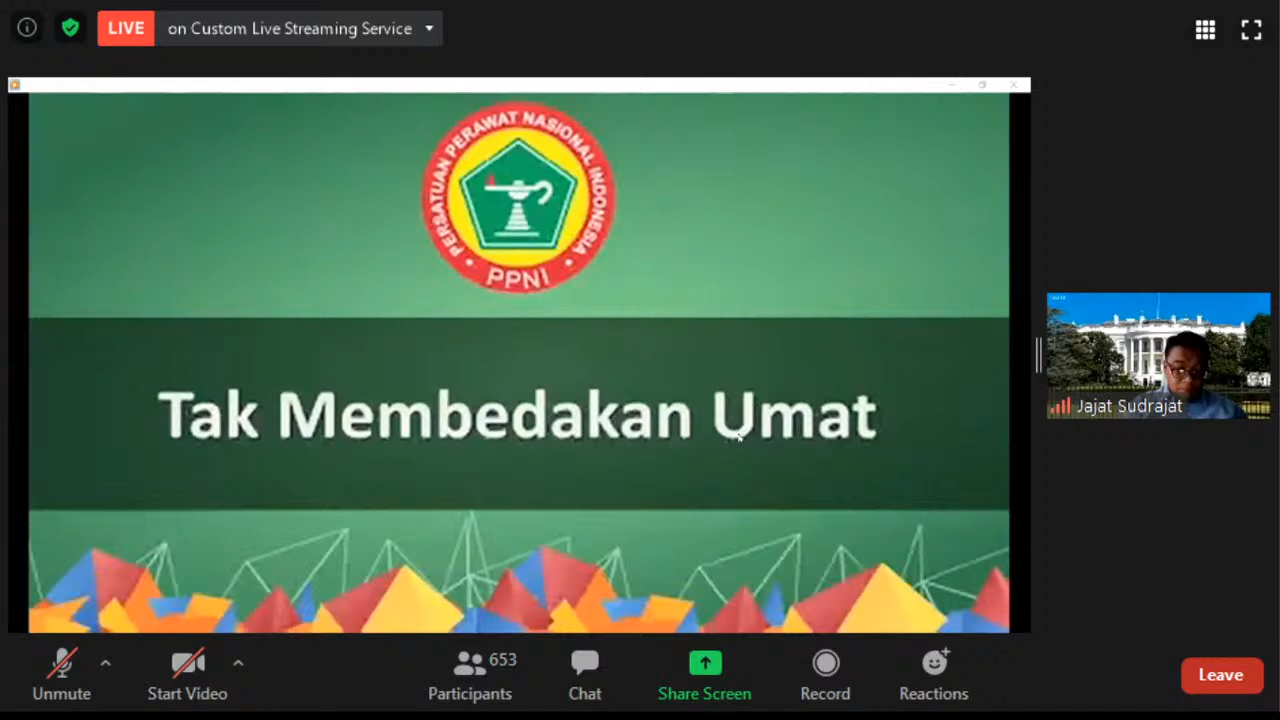 LIVE on Custom Live Streaming Service
PERSATUAN PERAWAT NASIONAL INDONESIA
PPNI
Tak Membedakan Umat
Jajat Sudrajat
653
Unmute
Start Video
Participants
Chat
Share Screen
Record
Reactions
Leave